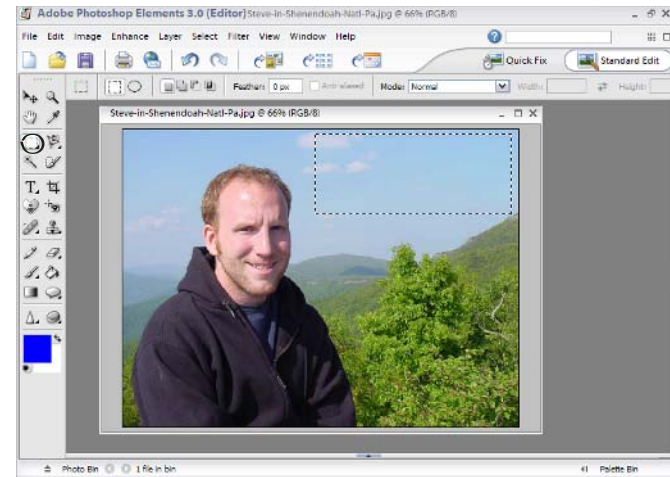 Adobe Photoshop Elements 3.0 (Editor) Steve-in-Shenendoah-Natl-Pa.jpg @ 66% (RGB/8)
File Edit Image Enhance Layer Select Filter View Window Help
Quick Fix Standard Edit
Feather: 0 px Anti-aliased Mode: Normal Width: Height:
Steve-in-Shenendoah-Natl-Pa.jpg @ 66% (RGB/8)
T
Photo Bin 1 file in bin Palette Bin